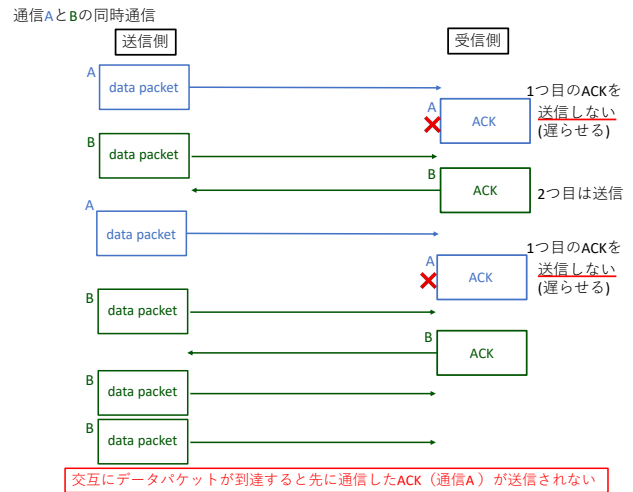 通信AとBの同時通信
送信側
受信側
A
data packet
1つ目のACKを
送信しない
(遅らせる)
A
ACK
B
data packet
B
ACK
2つ目は送信
A
data packet
1つ目のACKを
送信しない
(遅らせる)
A
ACK
B
data packet
B
ACK
B
data packet
B
data packet
交互にデータパケットが到達すると先に通信したACK（通信A ）が送信されない